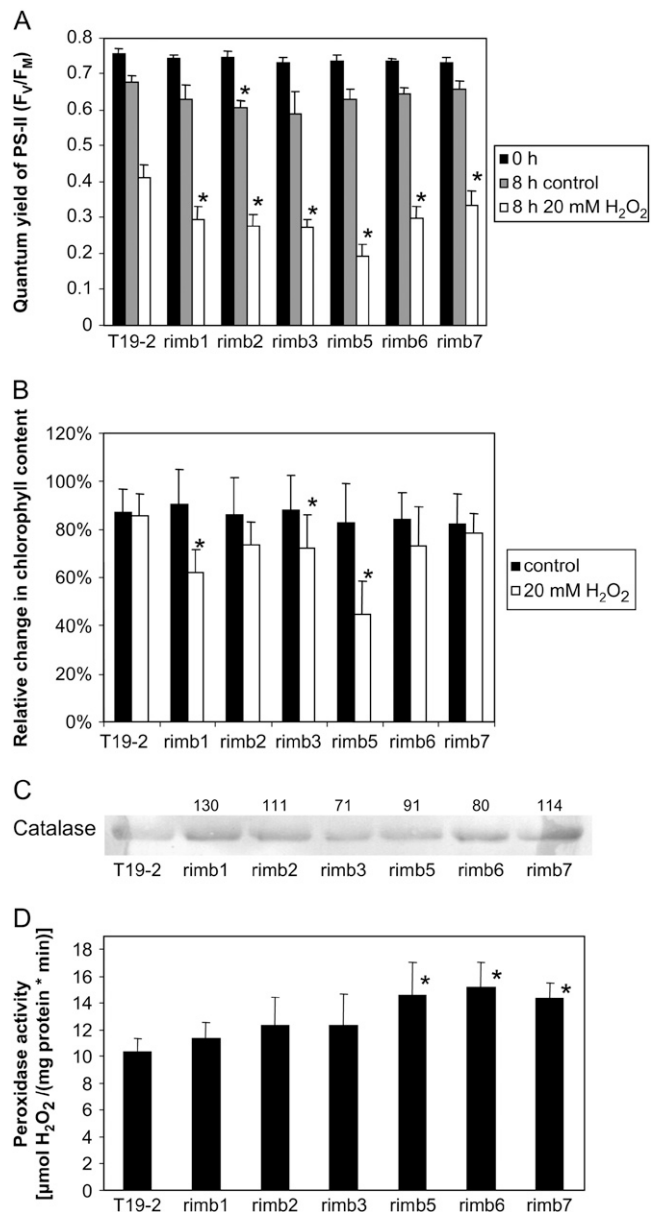 A
Quantum yield of PS-II (F_V/F_M)
0.8
0.7
0.6
0.5
0.4
0.3
0.2
0.1
0
*
*
*
*
*
*
*
T19-2 rimb1 rimb2 rimb3 rimb5 rimb6 rimb7
0 h
8 h control
8 h 20 mM H₂O₂
B
Relative change in chlorophyll content
120%
100%
80%
60%
40%
20%
0%
*
*
*
T19-2 rimb1 rimb2 rimb3 rimb5 rimb6 rimb7
control
20 mM H₂O₂
C
130 111 71 91 80 114
Catalase
T19-2 rimb1 rimb2 rimb3 rimb5 rimb6 rimb7
D
Peroxidase activity
[µmol H₂O₂ /(mg protein * min)]
18
16
14
12
10
8
6
4
2
0
*
*
*
T19-2 rimb1 rimb2 rimb3 rimb5 rimb6 rimb7